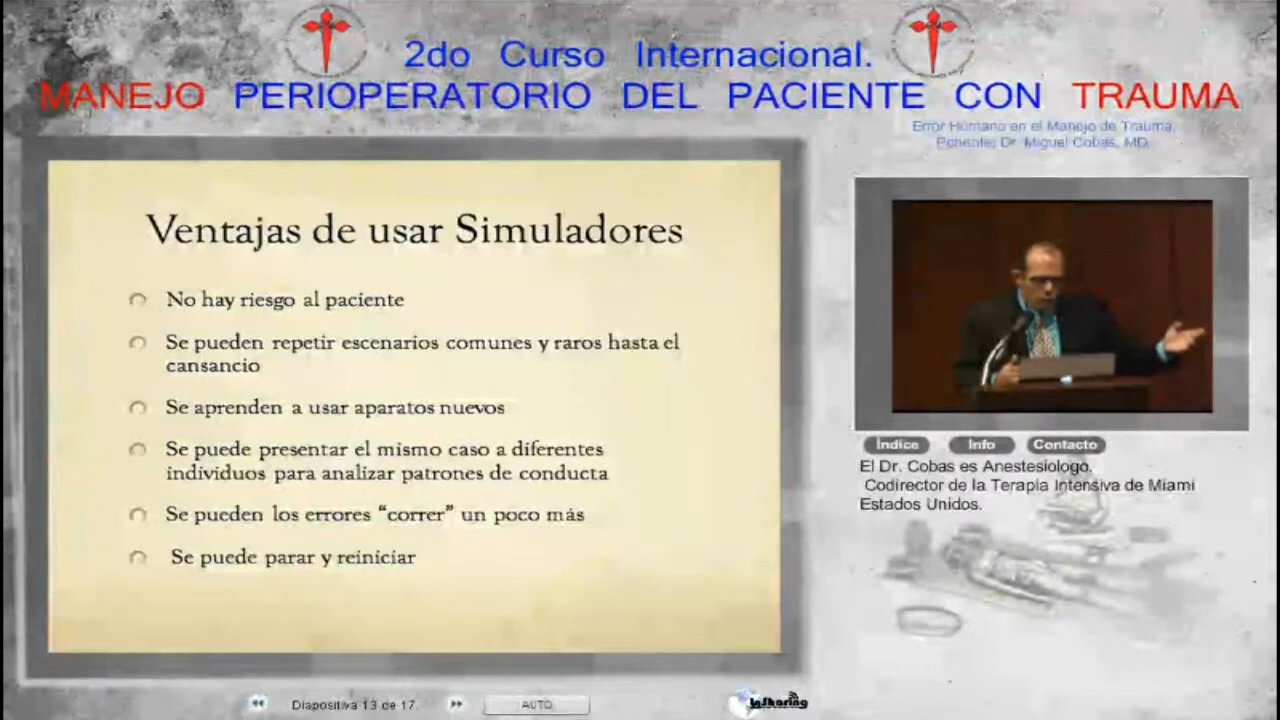 2do Curso Internacional.
MANEJO PERIOPERATORIO DEL PACIENTE CON TRAUMA
Error Humano en el Manejo de Trauma.
Ponente: Dr. Miguel Cobas, MD.
Ventajas de usar Simuladores
No hay riesgo al paciente
Se pueden repetir escenarios comunes y raros hasta el
cansancio
Se aprenden a usar aparatos nuevos
Se puede presentar el mismo caso a diferentes
individuos para analizar patrones de conducta
Se pueden los errores “correr” un poco más
Se puede parar y reiniciar
Índice Info Contacto
El Dr. Cobas es Anestesiologo.
Codirector de la Terapia Intensiva de Miami
Estados Unidos.
Diapositiva 13 de 17.
AUTO